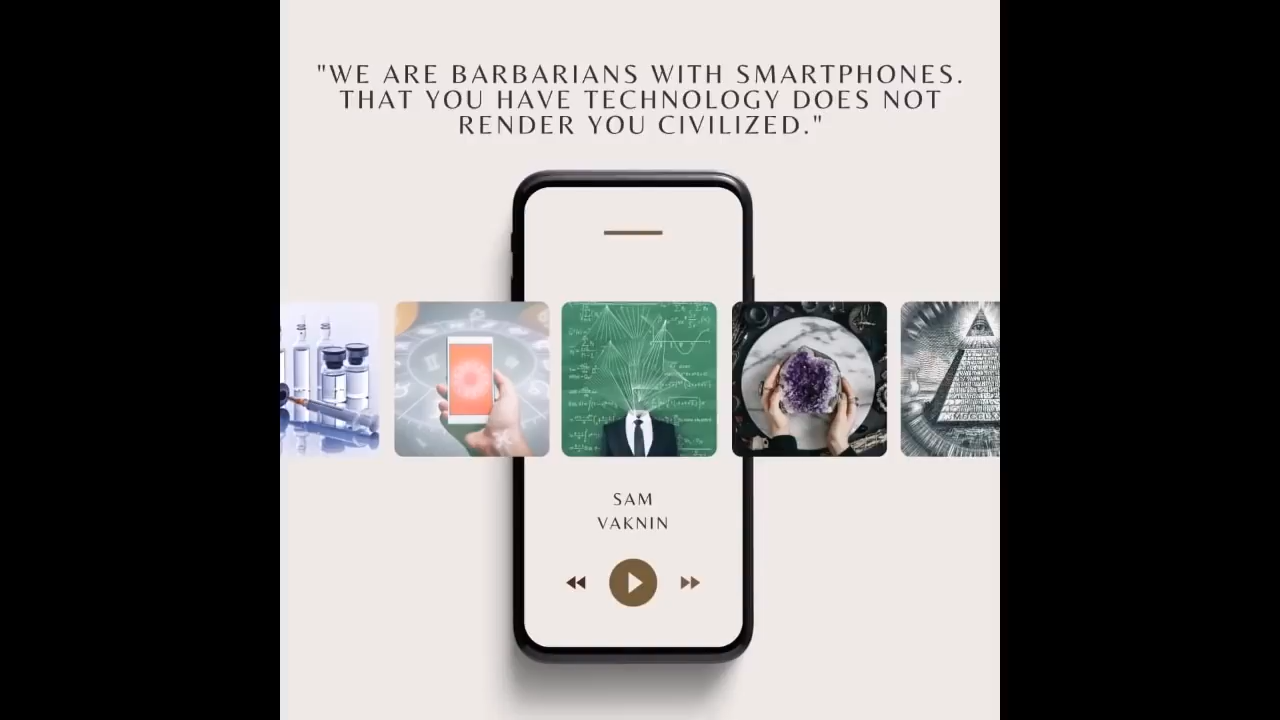 "WE ARE BARBARIANS WITH SMARTPHONES.
THAT YOU HAVE TECHNOLOGY DOES NOT
RENDER YOU CIVILIZED."
SAM
VAKNIN